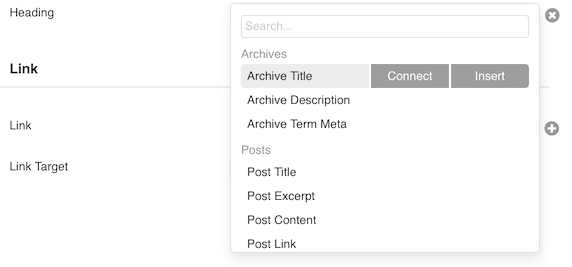 Heading
Search...
Archives
Archive Title Connect Insert
Link
Archive Description
Link
Archive Term Meta
Posts
Link Target
Post Title
Post Excerpt
Post Content
Post Link